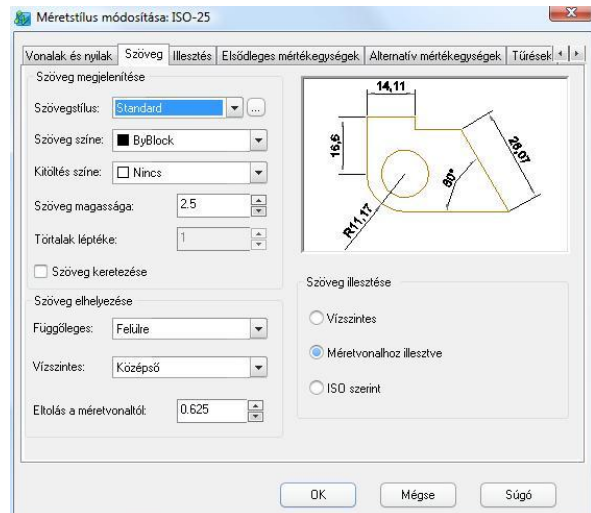 Méretstílus módosítása: ISO-25
Vonalak és nyilak Szöveg Illesztés Elsődleges mértékegységek Alternatív mértékegységek Tűrések
Szöveg megjelenítése
Szövegstílus: Standard ...
Szöveg színe: ByBlock
Kitöltés színe: Nincs
Szöveg magassága: 2.5
Törtalak léptéke: 1
Szöveg keretezése
Szöveg elhelyezése
Függőleges: Felülre
Vízszintes: Középső
Eltolás a méretvonaltól: 0.625
14,11
16,6
28,07
60°
R11,17
Szöveg illesztése
Vízszintes
Méretvonalhoz illesztve
ISO szerint
OK Mégse Súgó